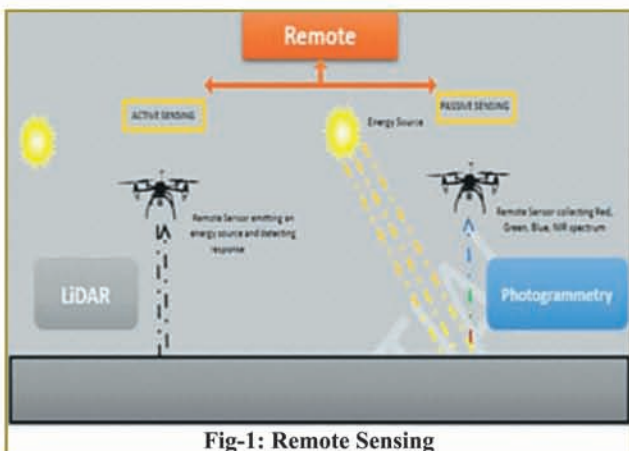 Remote
ACTIVE SENSING
PASSIVE SENSING
Energy Source
Remote Sensor emitting an
energy source and detecting
response
Remote Sensor collecting Red,
Green, Blue, NIR spectrum
LiDAR
Photogrammetry
Fig-1: Remote Sensing